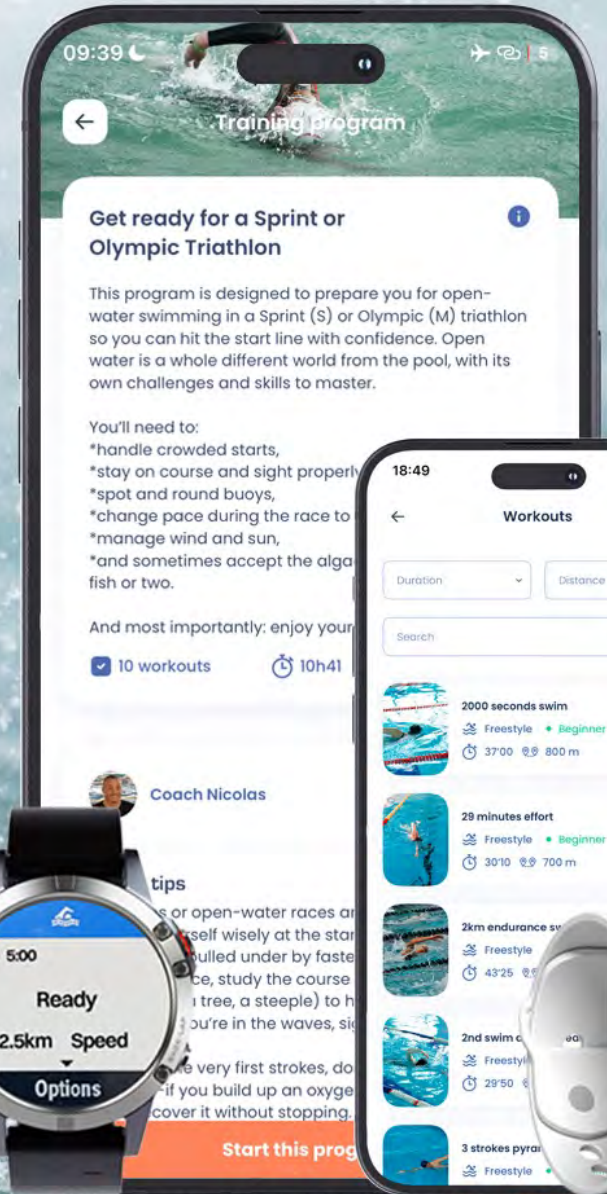 09:39
5
Training program
Get ready for a Sprint or
Olympic Triathlon
This program is designed to prepare you for open-
water swimming in a Sprint (S) or Olympic (M) triathlon
so you can hit the start line with confidence. Open
water is a whole different world from the pool, with its
own challenges and skills to master.
You'll need to:
*handle crowded starts,
*stay on course and sight properly
*spot and round buoys,
*change pace during the race to
*manage wind and sun,
*and sometimes accept the alga
fish or two.
And most importantly: enjoy your
10 workouts
10h41
Coach Nicolas
tips
s or open-water races ar
rself wisely at the star
pulled under by faste
ce, study the course
tree, a steeple) to h
ou're in the waves, si
e very first strokes, do
-if you build up an oxyge
cover it without stopping.
Start this prog
18:49
Workouts
Duration
Distance
Search
2000 seconds swim
Freestyle • Beginner
37'00 800 m
29 minutes effort
Freestyle • Beginner
30'10 700 m
2km endurance sw
Freestyle
43'25
2nd swim
Freestyl
29'50
3 strokes pyra
Freestyle •
5:00
Ready
2.5km Speed
Options